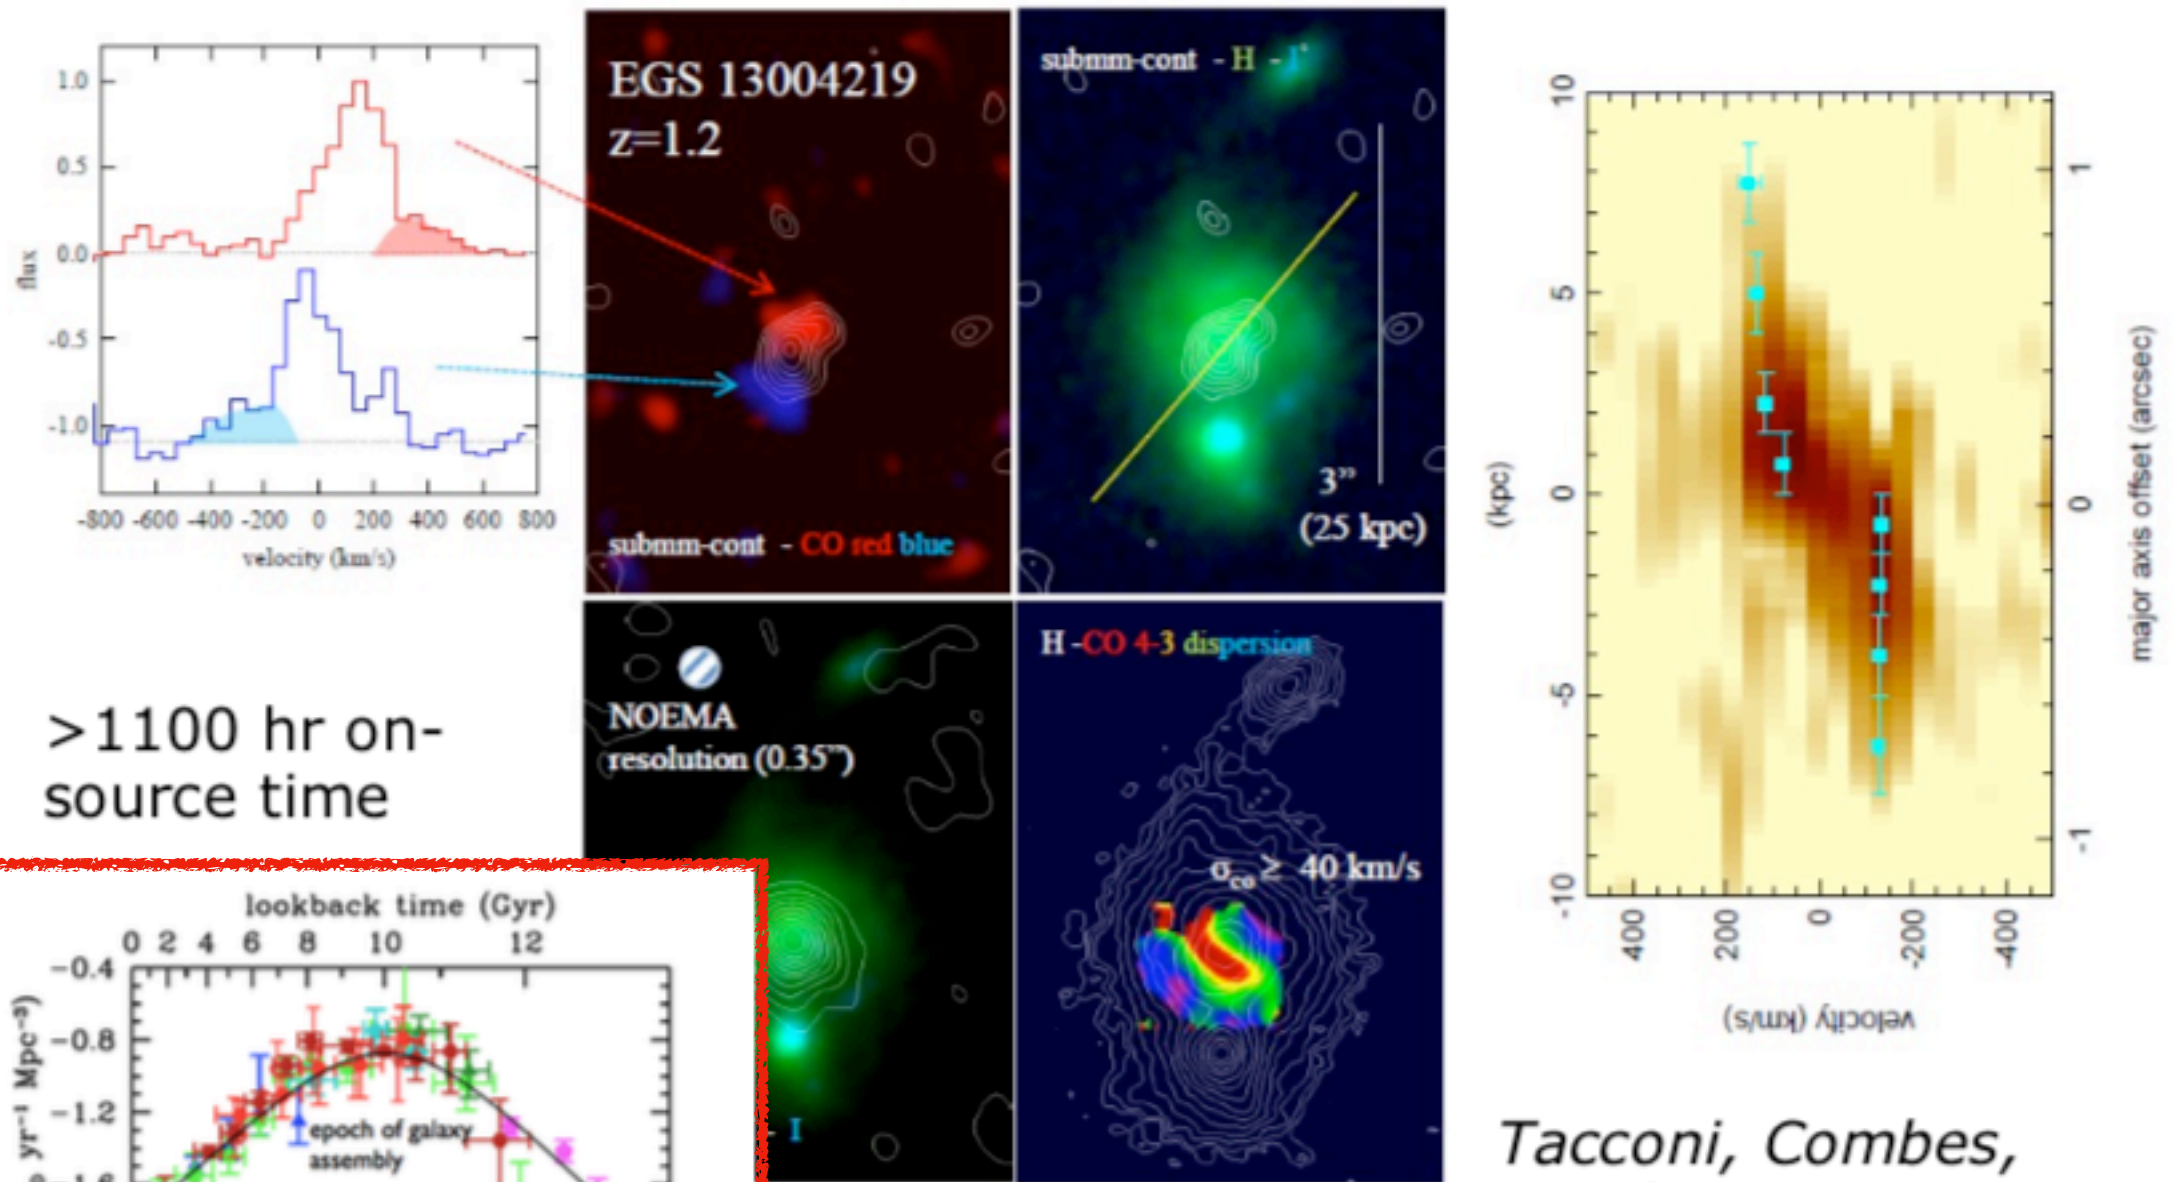 1.0
0.5
0.0
-0.5
-1.0
flux
-800 -600 -400 -200 0 200 400 600 800
velocity (km/s)
EGS 13004219
z=1.2
submm-cont - CO red blue
submm-cont - H - I
3”
(25 kpc)
10
5
0
-5
-10
(kpc)
1
0
-1
major axis offset (arcsec)
400 200 0 -200 -400
velocity (km/s)
>1100 hr on-
source time
NOEMA
resolution (0.35”)
I
H -CO 4-3 dispersion
σco ≥ 40 km/s
lookback time (Gyr)
0 2 4 6 8 10 12
−0.4
−0.8
−1.2
yr⁻¹ Mpc⁻³)
epoch of galaxy
assembly
Tacconi, Combes,